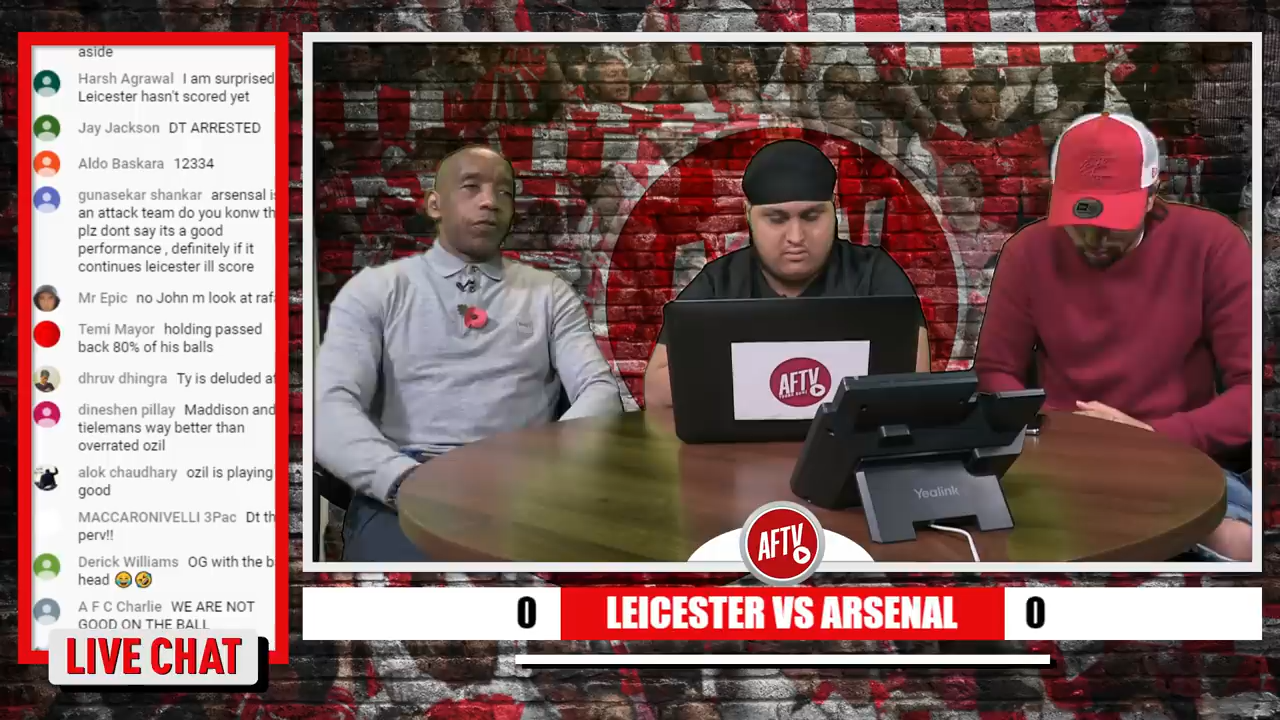 aside
Harsh Agrawal I am surprised
Leicester hasn't scored yet
Jay Jackson DT ARRESTED
Aldo Baskara 12334
gunasekar shankar arsensal is
an attack team do you konw th
plz dont say its a good
performance , definitely if it
continues leicester ill score
Mr Epic no John m look at rafa
Temi Mayor holding passed
back 80% of his balls
dhruv dhingra Ty is deluded af
dineshen pillay Maddison and
tielemans way better than
overrated ozil
alok chaudhary ozil is playing
good
MACCARONIVELLI 3Pac Dt th
perv!!
Derick Williams OG with the b
head 😂🤣
A F C Charlie WE ARE NOT
GOOD ON THE BALL
LIVE CHAT
AFTV
Yealink
AFTV
0 LEICESTER VS ARSENAL 0